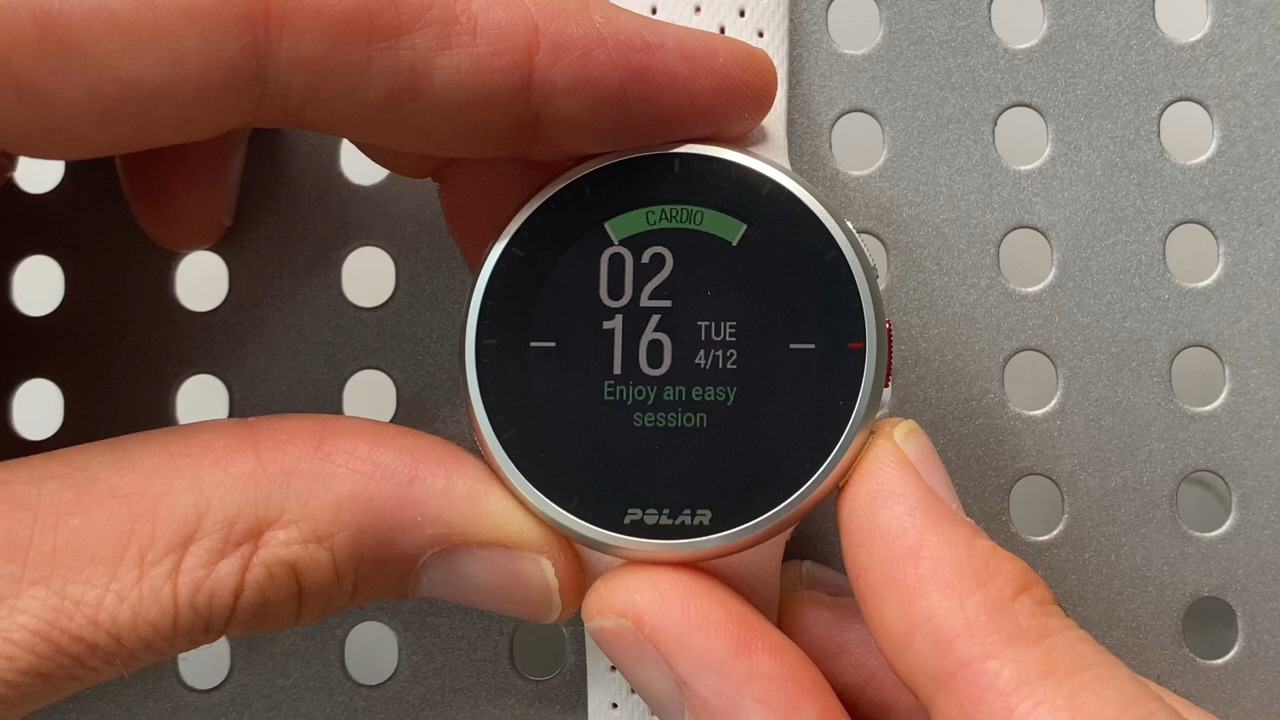 CARDIO
02
16 TUE
4/12
Enjoy an easy
session
POLAR